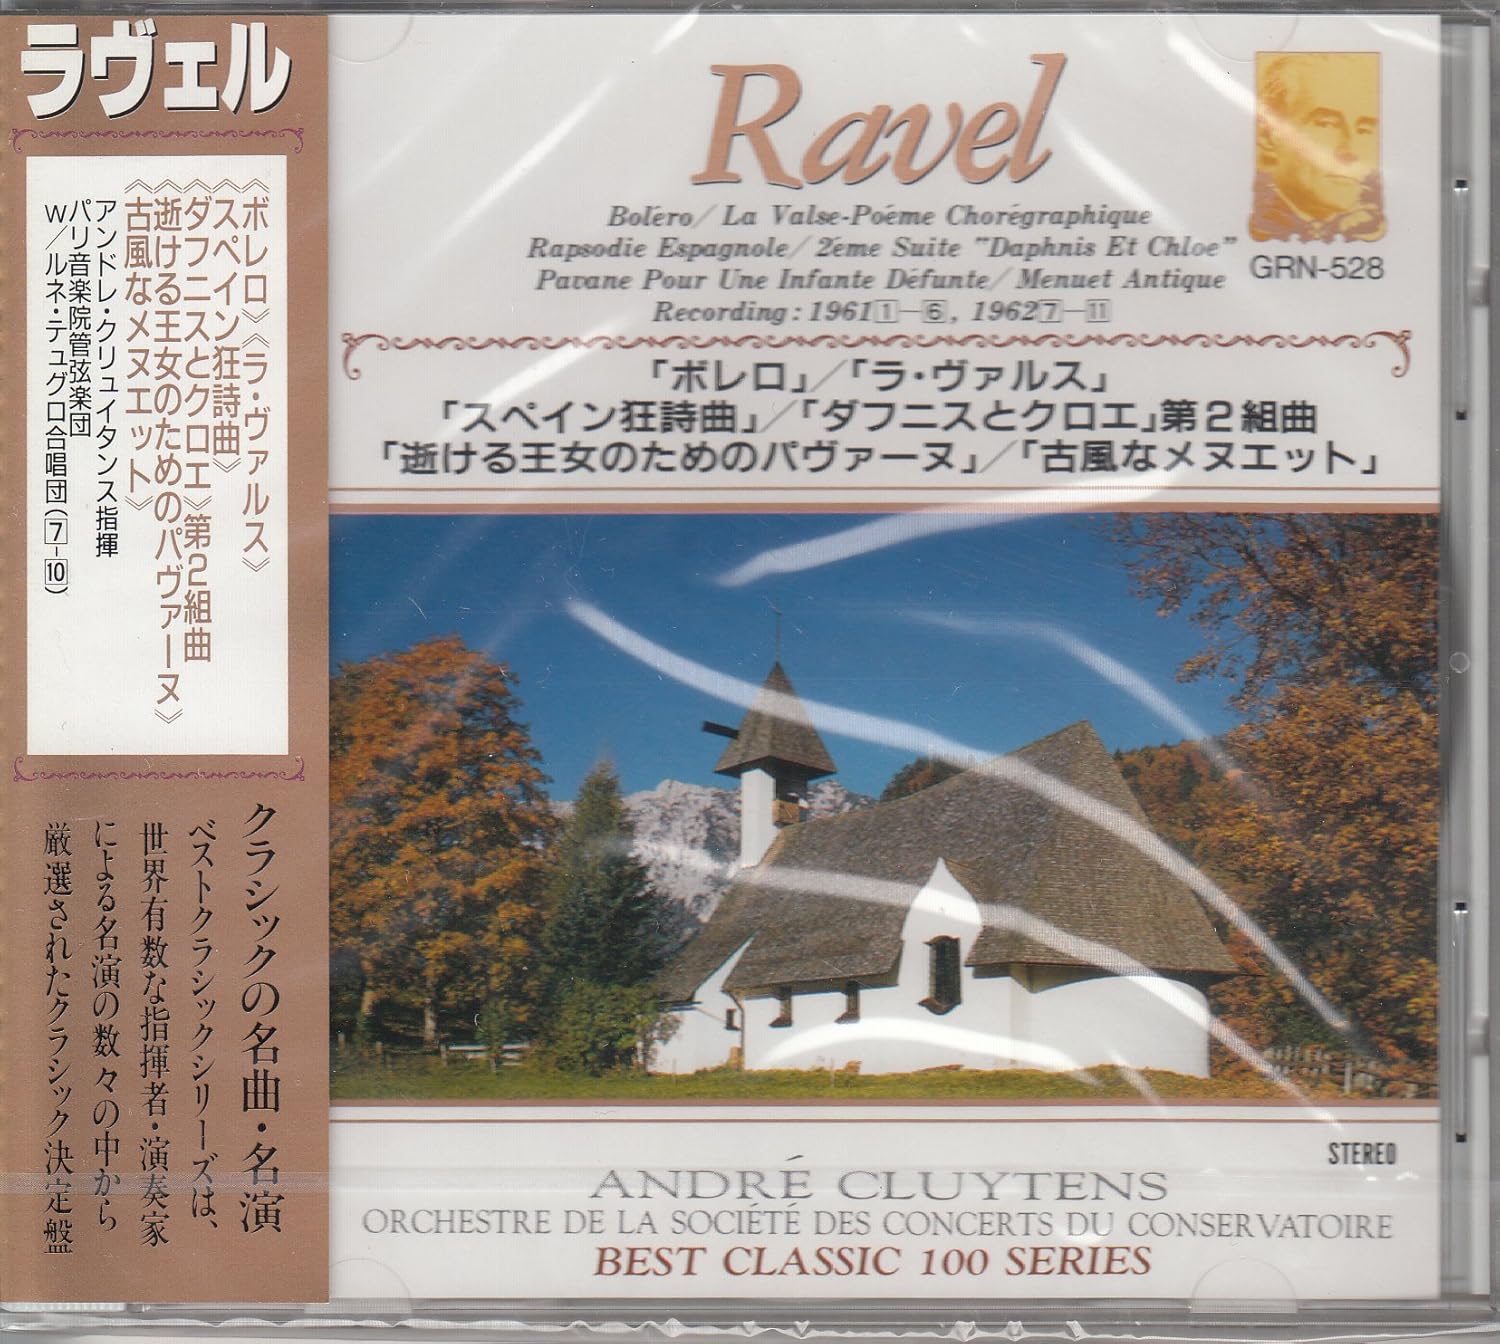 ラヴェル
《ボレロ》《ラ・ヴァルス》
《スペイン狂詩曲》
《ダフニスとクロエ》第2組曲
《逝ける王女のためのパヴァーヌ》
《古風なメヌエット》
アンドレ・クリュイタンス指揮
パリ音楽院管弦楽団
W／ルネ・デュグロ合唱団(7-10)
クラシックの名曲・名演
ベストクラシックシリーズは、
世界有数な指揮者・演奏家
による名演の数々の中から
厳選されたクラシック決定盤
Ravel
Boléro/ La Valse-Poéme Chorégraphique
Rapsodie Espagnole/ 2éme Suite "Daphnis Et Chloe"
Pavane Pour Une Infante Défunte/ Menuet Antique
Recording: 1961 1-6, 1962 7-11
GRN-528
「ボレロ」／「ラ・ヴァルス」
「スペイン狂詩曲」／「ダフニスとクロエ」第2組曲
「逝ける王女のためのパヴァーヌ」／「古風なメヌエット」
STEREO
ANDRÉ CLUYTENS
ORCHESTRE DE LA SOCIÉTÉ DES CONCERTS DU CONSERVATOIRE
BEST CLASSIC 100 SERIES